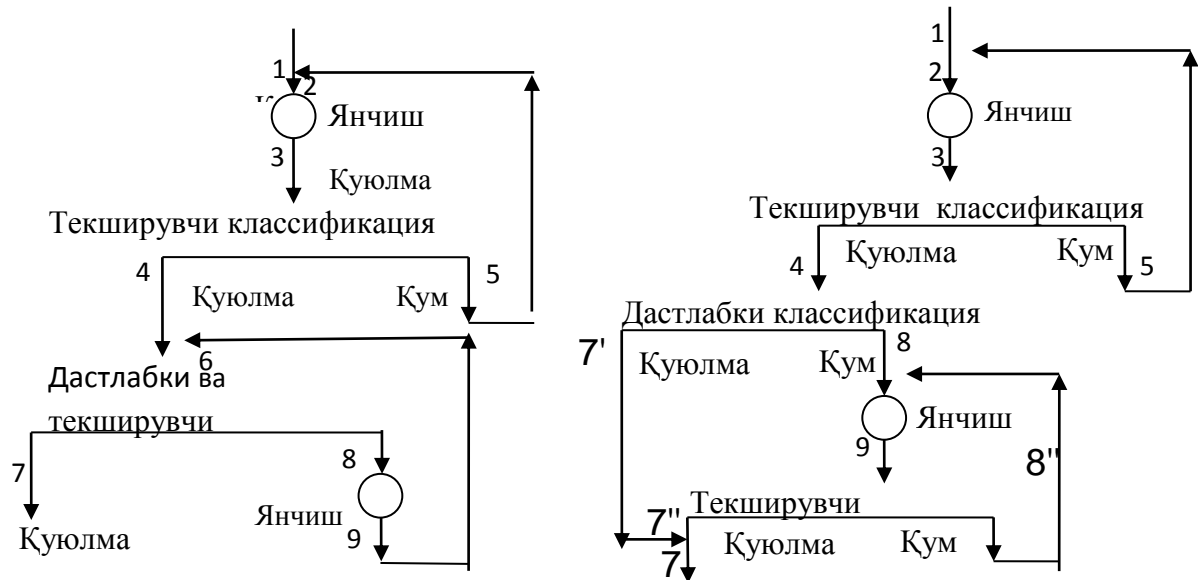 1
2
Янчиш
3
Қуюлма
Текширувчи классификация
4
5
Қуюлма
Қум
6
Дастлабки ва
текширувчи
7
8
Янчиш
9
Қуюлма
1
2
Янчиш
3
Текширувчи классификация
4
Қуюлма
Қум
5
Дастлабки классификация
7'
8
Қуюлма
Қум
Янчиш
9
8"
Текширувчи
7"
Қуюлма
Қум
7